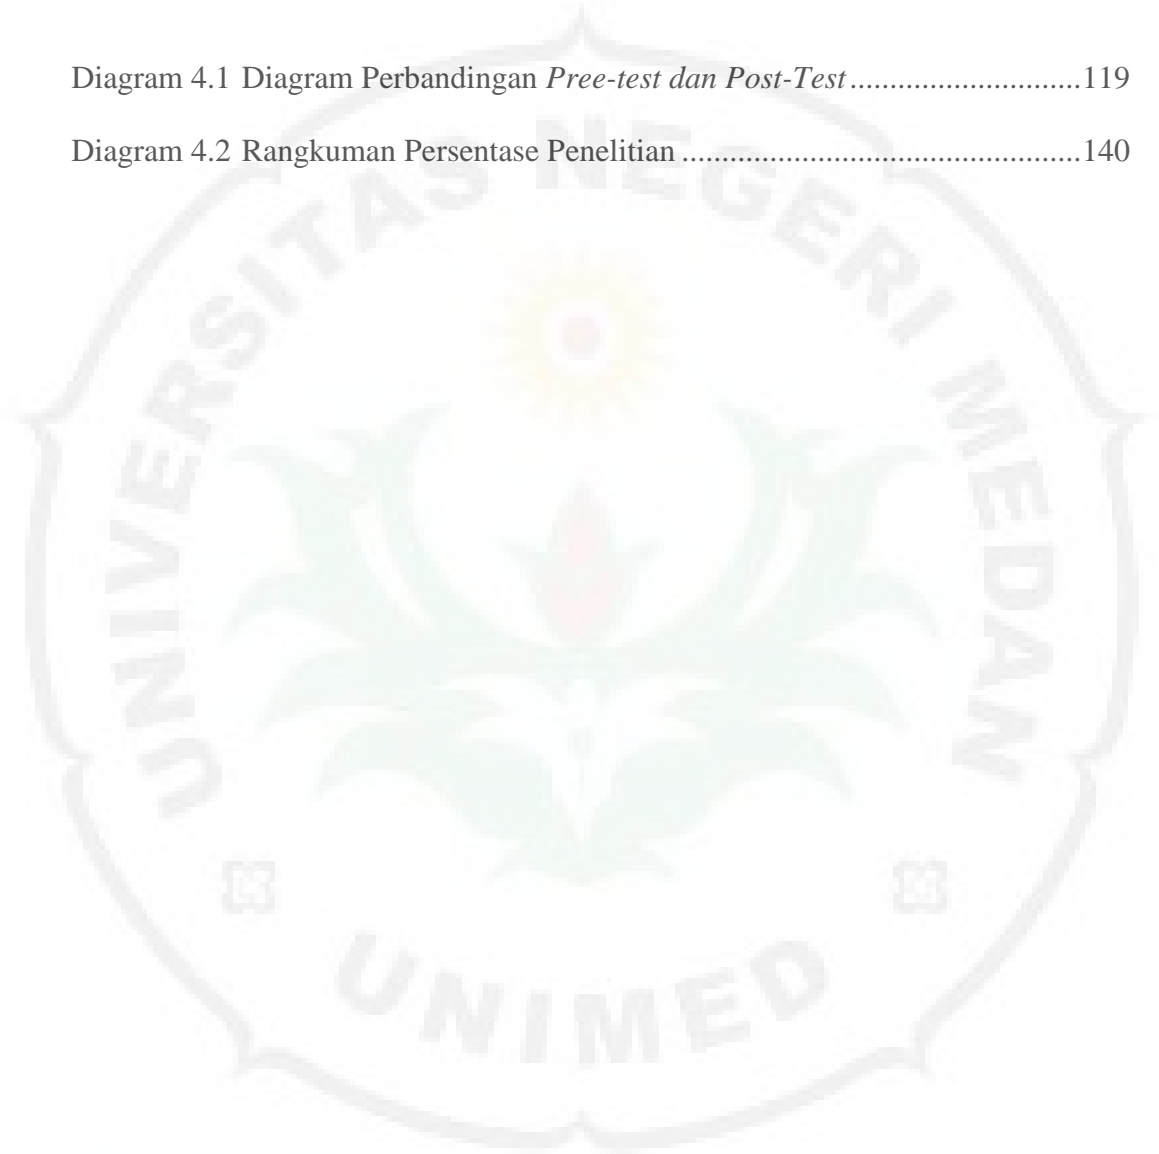 Diagram 4.1 Diagram Perbandingan Pree-test dan Post-Test.............................119
Diagram 4.2 Rangkuman Persentase Penelitian ..................................................140
UNIVERSITAS NEGERI MEDAN
UNIMED